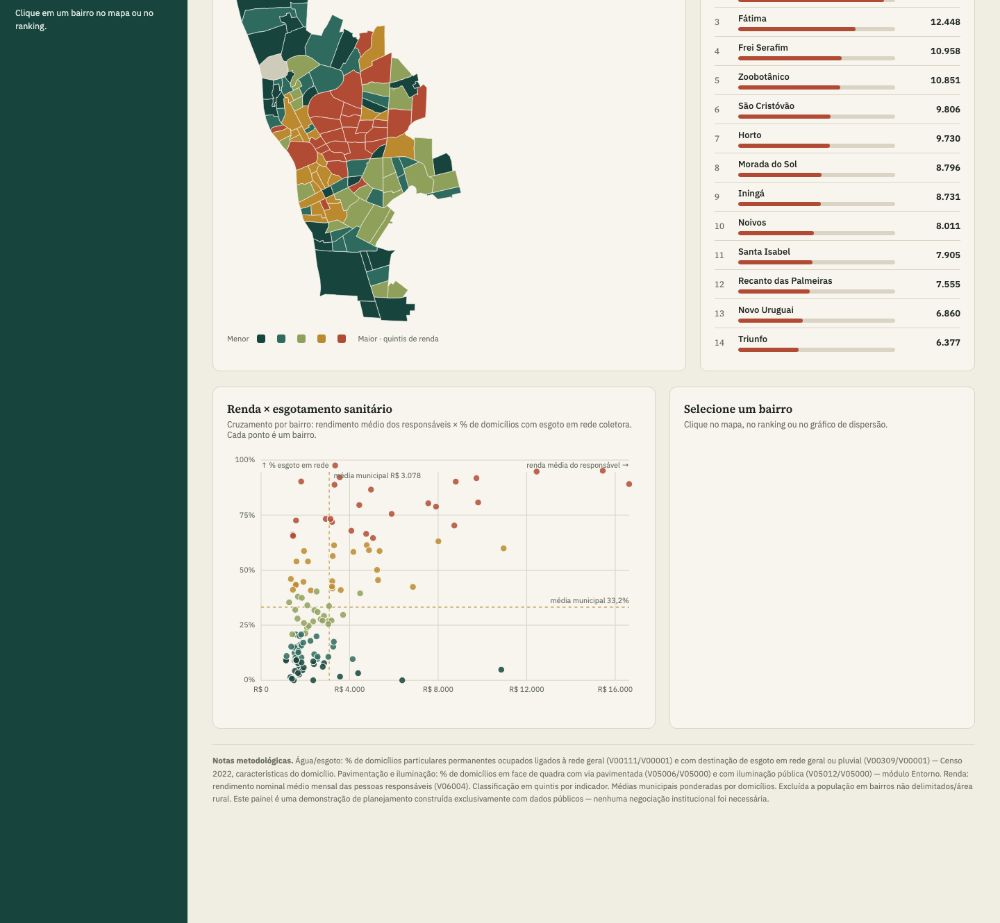 Clique em um bairro no mapa ou no
ranking.
Menor
Maior · quintis de renda
3 Fátima 12.448
4 Frei Serafim 10.958
5 Zoobotânico 10.851
6 São Cristóvão 9.806
7 Horto 9.730
8 Morada do Sol 8.796
9 Iningá 8.731
10 Noivos 8.011
11 Santa Isabel 7.905
12 Recanto das Palmeiras 7.555
13 Novo Uruguai 6.860
14 Triunfo 6.377
Renda × esgotamento sanitário
Cruzamento por bairro: rendimento médio dos responsáveis × % de domicílios com esgoto em rede coletora.
Cada ponto é um bairro.
100%
↑ % esgoto em rede
renda média do responsável →
média municipal R$ 3.078
75%
50%
média municipal 33,2%
25%
0%
R$ 0 R$ 4.000 R$ 8.000 R$ 12.000 R$ 16.000
Selecione um bairro
Clique no mapa, no ranking ou no gráfico de dispersão.
Notas metodológicas. Água/esgoto: % de domicílios particulares permanentes ocupados ligados à rede geral (V00111/V00001) e com destinação de esgoto em rede geral ou pluvial (V00309/V00001) — Censo
2022, características do domicílio. Pavimentação e iluminação: % de domicílios em face de quadra com via pavimentada (V05006/V05000) e com iluminação pública (V05012/V05000) — módulo Entorno. Renda:
rendimento nominal médio mensal das pessoas responsáveis (V06004). Classificação em quintis por indicador. Médias municipais ponderadas por domicílios. Excluída a população em bairros não delimitados/área
rural. Este painel é uma demonstração de planejamento construída exclusivamente com dados públicos — nenhuma negociação institucional foi necessária.